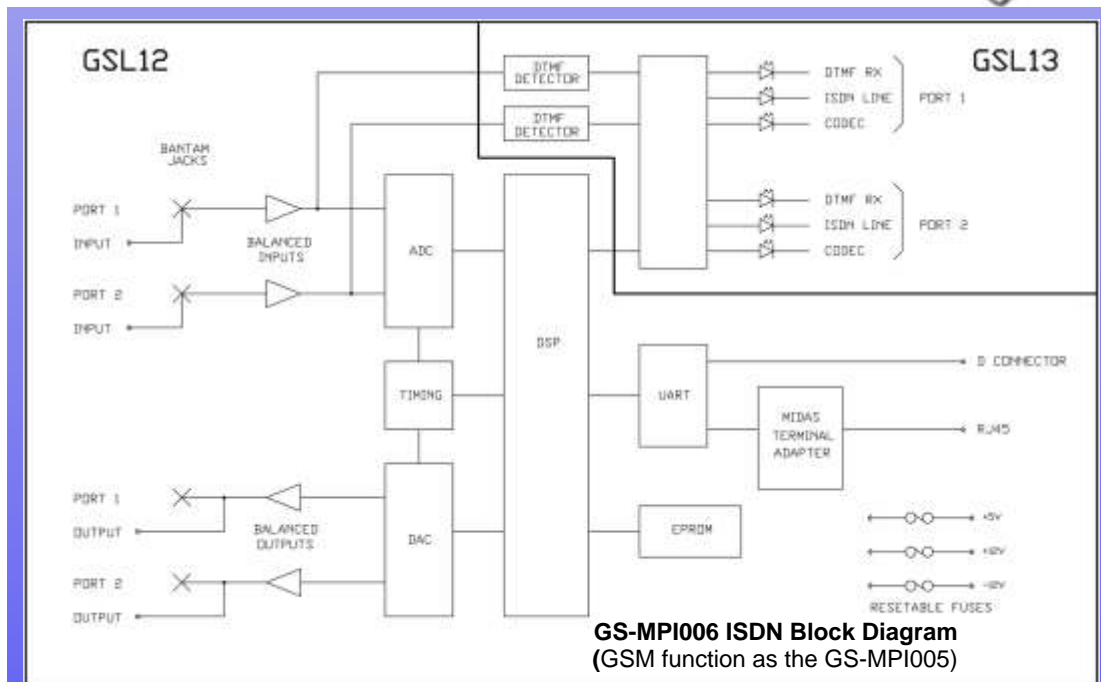 GSL12
GSL13
DTMF
DETECTOR
DTMF
DETECTOR
DTMF RX
ISDN LINE
CODEC
PORT 1
DTMF RX
ISDN LINE
CODEC
PORT 2
BANTAM
JACKS
PORT 1
INPUT
BALANCED
INPUTS
PORT 2
INPUT
ADC
DSP
TIMING
UART
D CONNECTOR
MIDAS
TERMINAL
ADAPTER
RJ45
PORT 1
OUTPUT
BALANCED
OUTPUTS
PORT 2
OUTPUT
DAC
EPROM
+5V
+12V
-12V
RESETABLE FUSES
GS-MPI006 ISDN Block Diagram
(GSM function as the GS-MPI005)